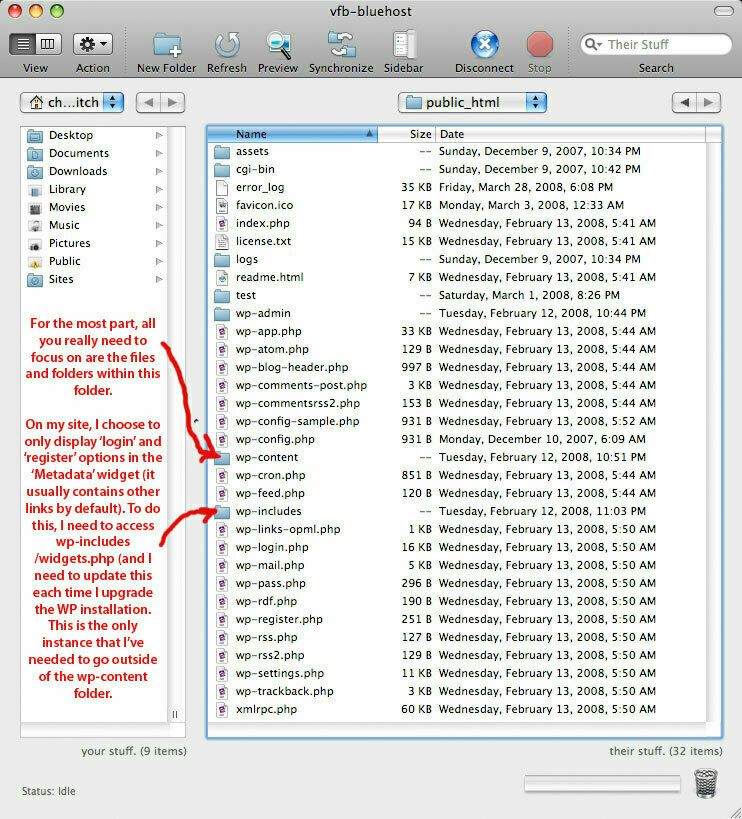 vfb-bluehost
View Action New Folder Refresh Preview Synchronize Sidebar Disconnect Stop Their Stuff Search
ch...itch
public_html
Desktop
Documents
Downloads
Library
Movies
Music
Pictures
Public
Sites
For the most part, all
you really need to
focus on are the files
and folders within this
folder.
On my site, I choose to
only display ‘login’ and
‘register’ options in the
‘Metadata’ widget (it
usually contains other
links by default). To do
this, I need to access
wp-includes
/widgets.php (and I
need to update this
each time I upgrade
the WP installation.
This is the only
instance that I’ve
needed to go outside
of the wp-content
folder.
your stuff. (9 items)
Name Size Date
assets -- Sunday, December 9, 2007, 10:34 PM
cgi-bin -- Sunday, December 9, 2007, 10:42 PM
error_log 35 KB Friday, March 28, 2008, 6:08 PM
favicon.ico 17 KB Monday, March 3, 2008, 12:33 AM
index.php 94 B Wednesday, February 13, 2008, 5:41 AM
license.txt 15 KB Wednesday, February 13, 2008, 5:41 AM
logs -- Sunday, December 9, 2007, 10:34 PM
readme.html 7 KB Wednesday, February 13, 2008, 5:41 AM
test -- Saturday, March 1, 2008, 8:26 PM
wp-admin -- Tuesday, February 12, 2008, 10:44 PM
wp-app.php 33 KB Wednesday, February 13, 2008, 5:44 AM
wp-atom.php 129 B Wednesday, February 13, 2008, 5:44 AM
wp-blog-header.php 997 B Wednesday, February 13, 2008, 5:44 AM
wp-comments-post.php 3 KB Wednesday, February 13, 2008, 5:44 AM
wp-commentsrss2.php 153 B Wednesday, February 13, 2008, 5:44 AM
wp-config-sample.php 931 B Wednesday, February 13, 2008, 5:52 AM
wp-config.php 931 B Monday, December 10, 2007, 6:09 AM
wp-content -- Tuesday, February 12, 2008, 10:51 PM
wp-cron.php 851 B Wednesday, February 13, 2008, 5:44 AM
wp-feed.php 120 B Wednesday, February 13, 2008, 5:44 AM
wp-includes -- Tuesday, February 12, 2008, 11:03 PM
wp-links-opml.php 1 KB Wednesday, February 13, 2008, 5:50 AM
wp-login.php 16 KB Wednesday, February 13, 2008, 5:50 AM
wp-mail.php 5 KB Wednesday, February 13, 2008, 5:50 AM
wp-pass.php 296 B Wednesday, February 13, 2008, 5:50 AM
wp-rdf.php 190 B Wednesday, February 13, 2008, 5:50 AM
wp-register.php 251 B Wednesday, February 13, 2008, 5:50 AM
wp-rss.php 127 B Wednesday, February 13, 2008, 5:50 AM
wp-rss2.php 129 B Wednesday, February 13, 2008, 5:50 AM
wp-settings.php 11 KB Wednesday, February 13, 2008, 5:50 AM
wp-trackback.php 3 KB Wednesday, February 13, 2008, 5:50 AM
xmlrpc.php 60 KB Wednesday, February 13, 2008, 5:50 AM
their stuff. (32 items)
Status: Idle